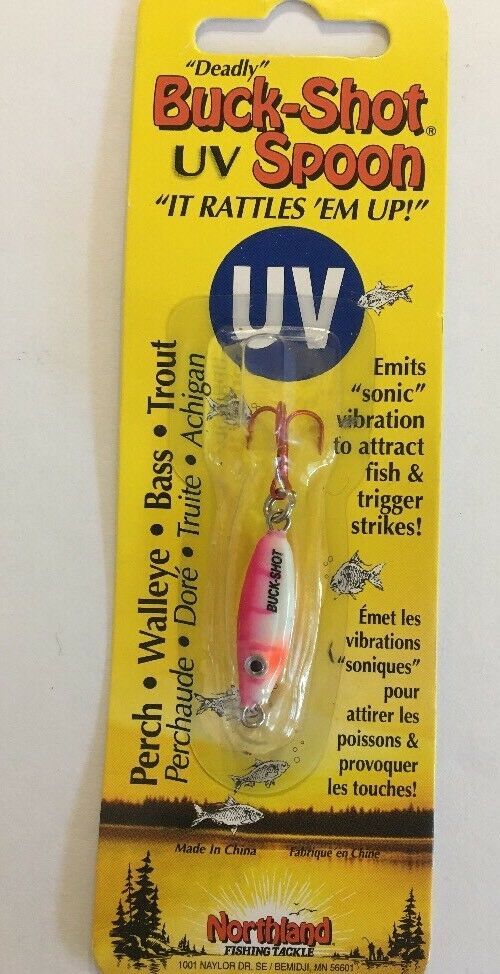 "Deadly"
Buck-Shot®
UV Spoon
"IT RATTLES 'EM UP!"
UV
Emits
"sonic"
vibration
to attract
fish &
trigger
strikes!
Émet les
vibrations
"soniques"
pour
attirer les
poissons &
provoquer
les touches!
Perch • Walleye • Bass • Trout
Perchaude • Doré • Truite • Achigan
BUCK-SHOT
Made In China
Fabrique en Chine
Northland
FISHING TACKLE
1001 NAYLOR DR. SE / BEMIDJI, MN 56601